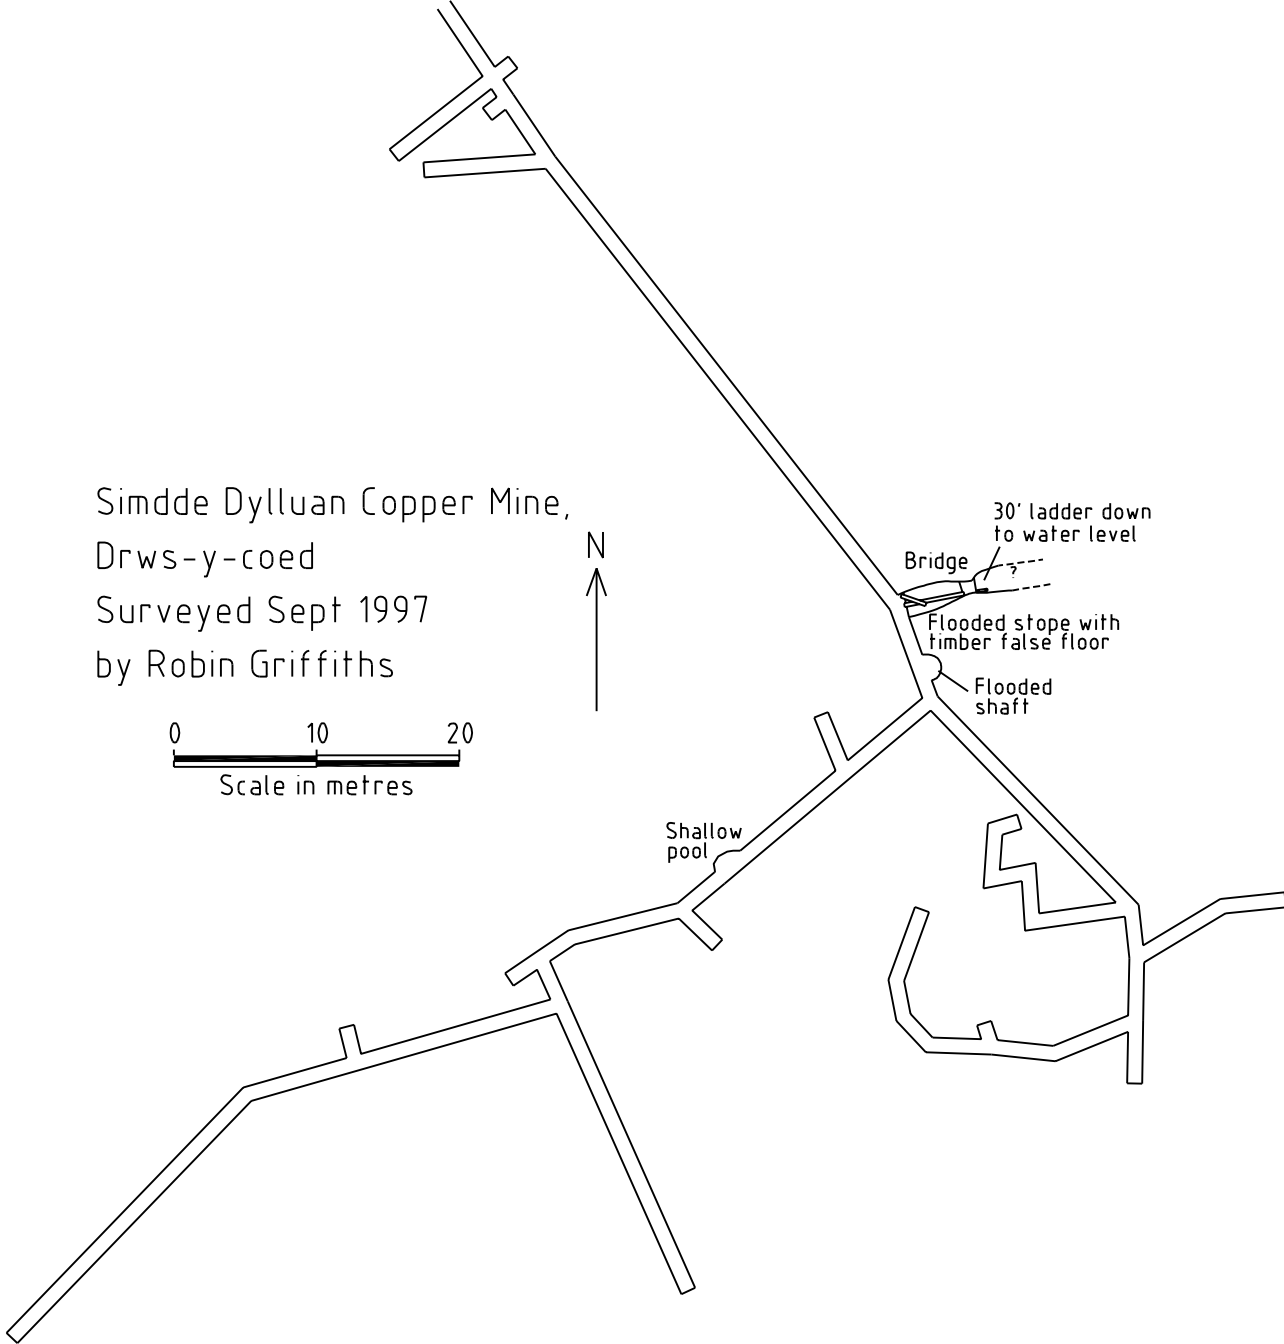 Simdde Dylluan Copper Mine,
Drws-y-coed
Surveyed Sept 1997
by Robin Griffiths
N
0 10 20
Scale in metres
30' ladder down
to water level
Bridge
?
Flooded stope with
timber false floor
Flooded
shaft
Shallow
pool